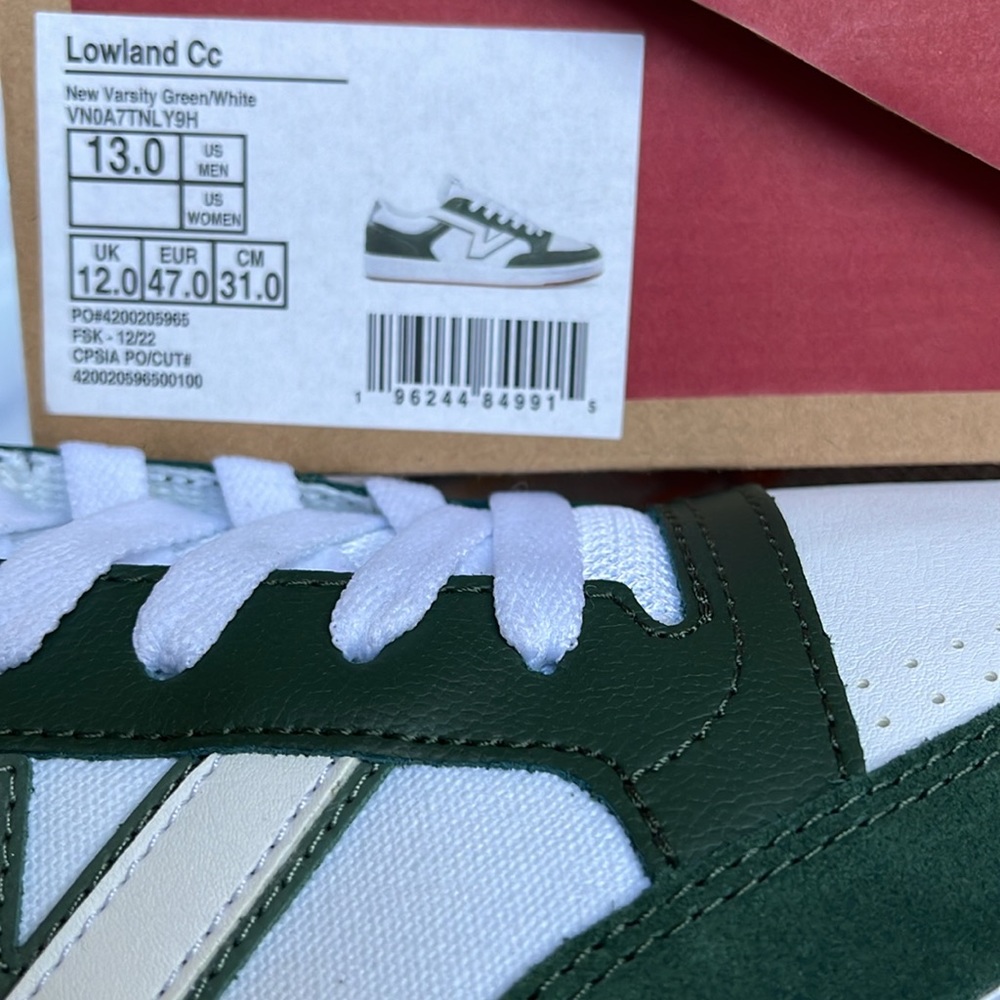 Lowland Cc
New Varsity Green/White
VN0A7TNLY9H
13.0 US MEN
US WOMEN
UK EUR CM
12.0 47.0 31.0
PO#4200205965
FSK - 12/22
CPSIA PO/CUT#
420020596500100
1 96244 84991 5